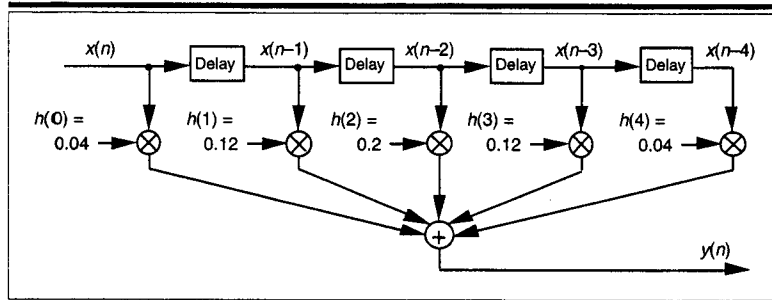 x(n) Delay x(n–1) Delay x(n–2) Delay x(n–3) Delay x(n–4)
h(0) = 0.04
h(1) = 0.12
h(2) = 0.2
h(3) = 0.12
h(4) = 0.04
+
y(n)